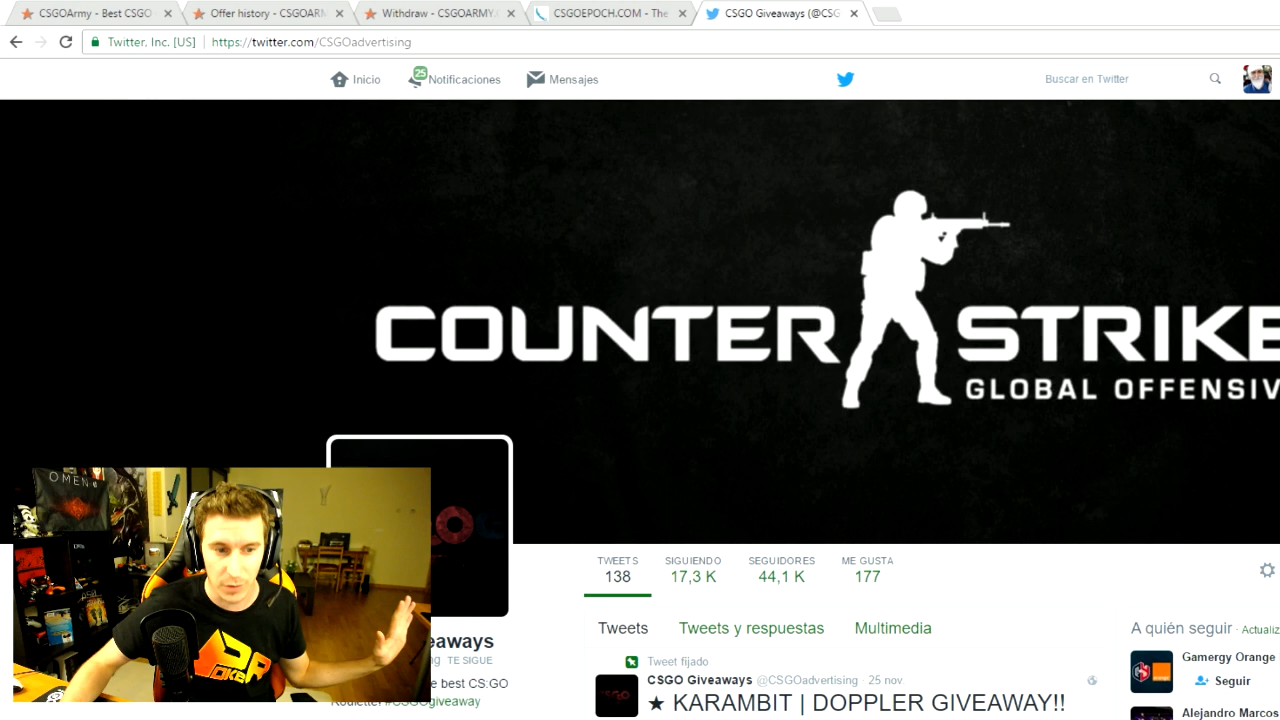 CSGOArmy - Best CSGO
Offer history - CSGOARM
Withdraw - CSGOARMY.
CSGOEPOCH.COM - The
CSGO Giveaways (@CSG
Twitter, Inc. [US]
https://twitter.com/CSGOadvertising
Inicio
25
Notificaciones
Mensajes
Buscar en Twitter
COUNTER STRIKE
GLOBAL OFFENSIV
OMEN
TWEETS
138
SIGUIENDO
17,3 K
SEGUIDORES
44,1 K
ME GUSTA
177
Tweets
Tweets y respuestas
Multimedia
A quién seguir · Actualiz
eaways
ng TE SIGUE
e best CS:GO
Roulette! #CSGOgiveaway
Tweet fijado
CSGO Giveaways @CSGOadvertising · 25 nov.
★ KARAMBIT | DOPPLER GIVEAWAY!!
Gamergy Orange
Seguir
Alejandro Marcos